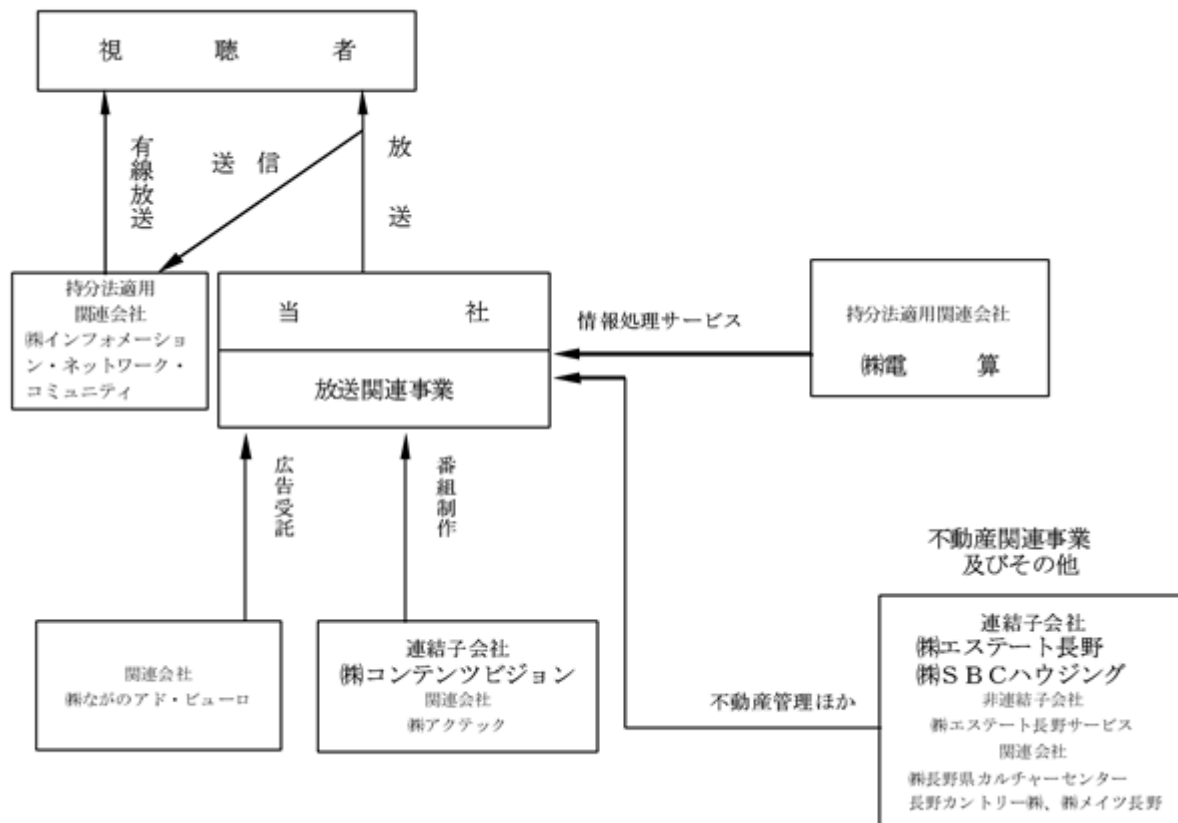 視聴者
有線放送
送信
放送
持分法適用
関連会社
㈱インフォメーショ
ン・ネットワーク・
コミュニティ
当社
放送関連事業
情報処理サービス
持分法適用関連会社
㈱電算
広告受託
番組制作
関連会社
㈱ながのアド・ビューロ
連結子会社
㈱コンテンツビジョン
関連会社
㈱アクテック
不動産管理ほか
不動産関連事業
及びその他
連結子会社
㈱エステート長野
㈱ＳＢＣハウジング
非連結子会社
㈱エステート長野サービス
関連会社
㈱長野県カルチャーセンター
長野カントリー㈱、㈱メイツ長野